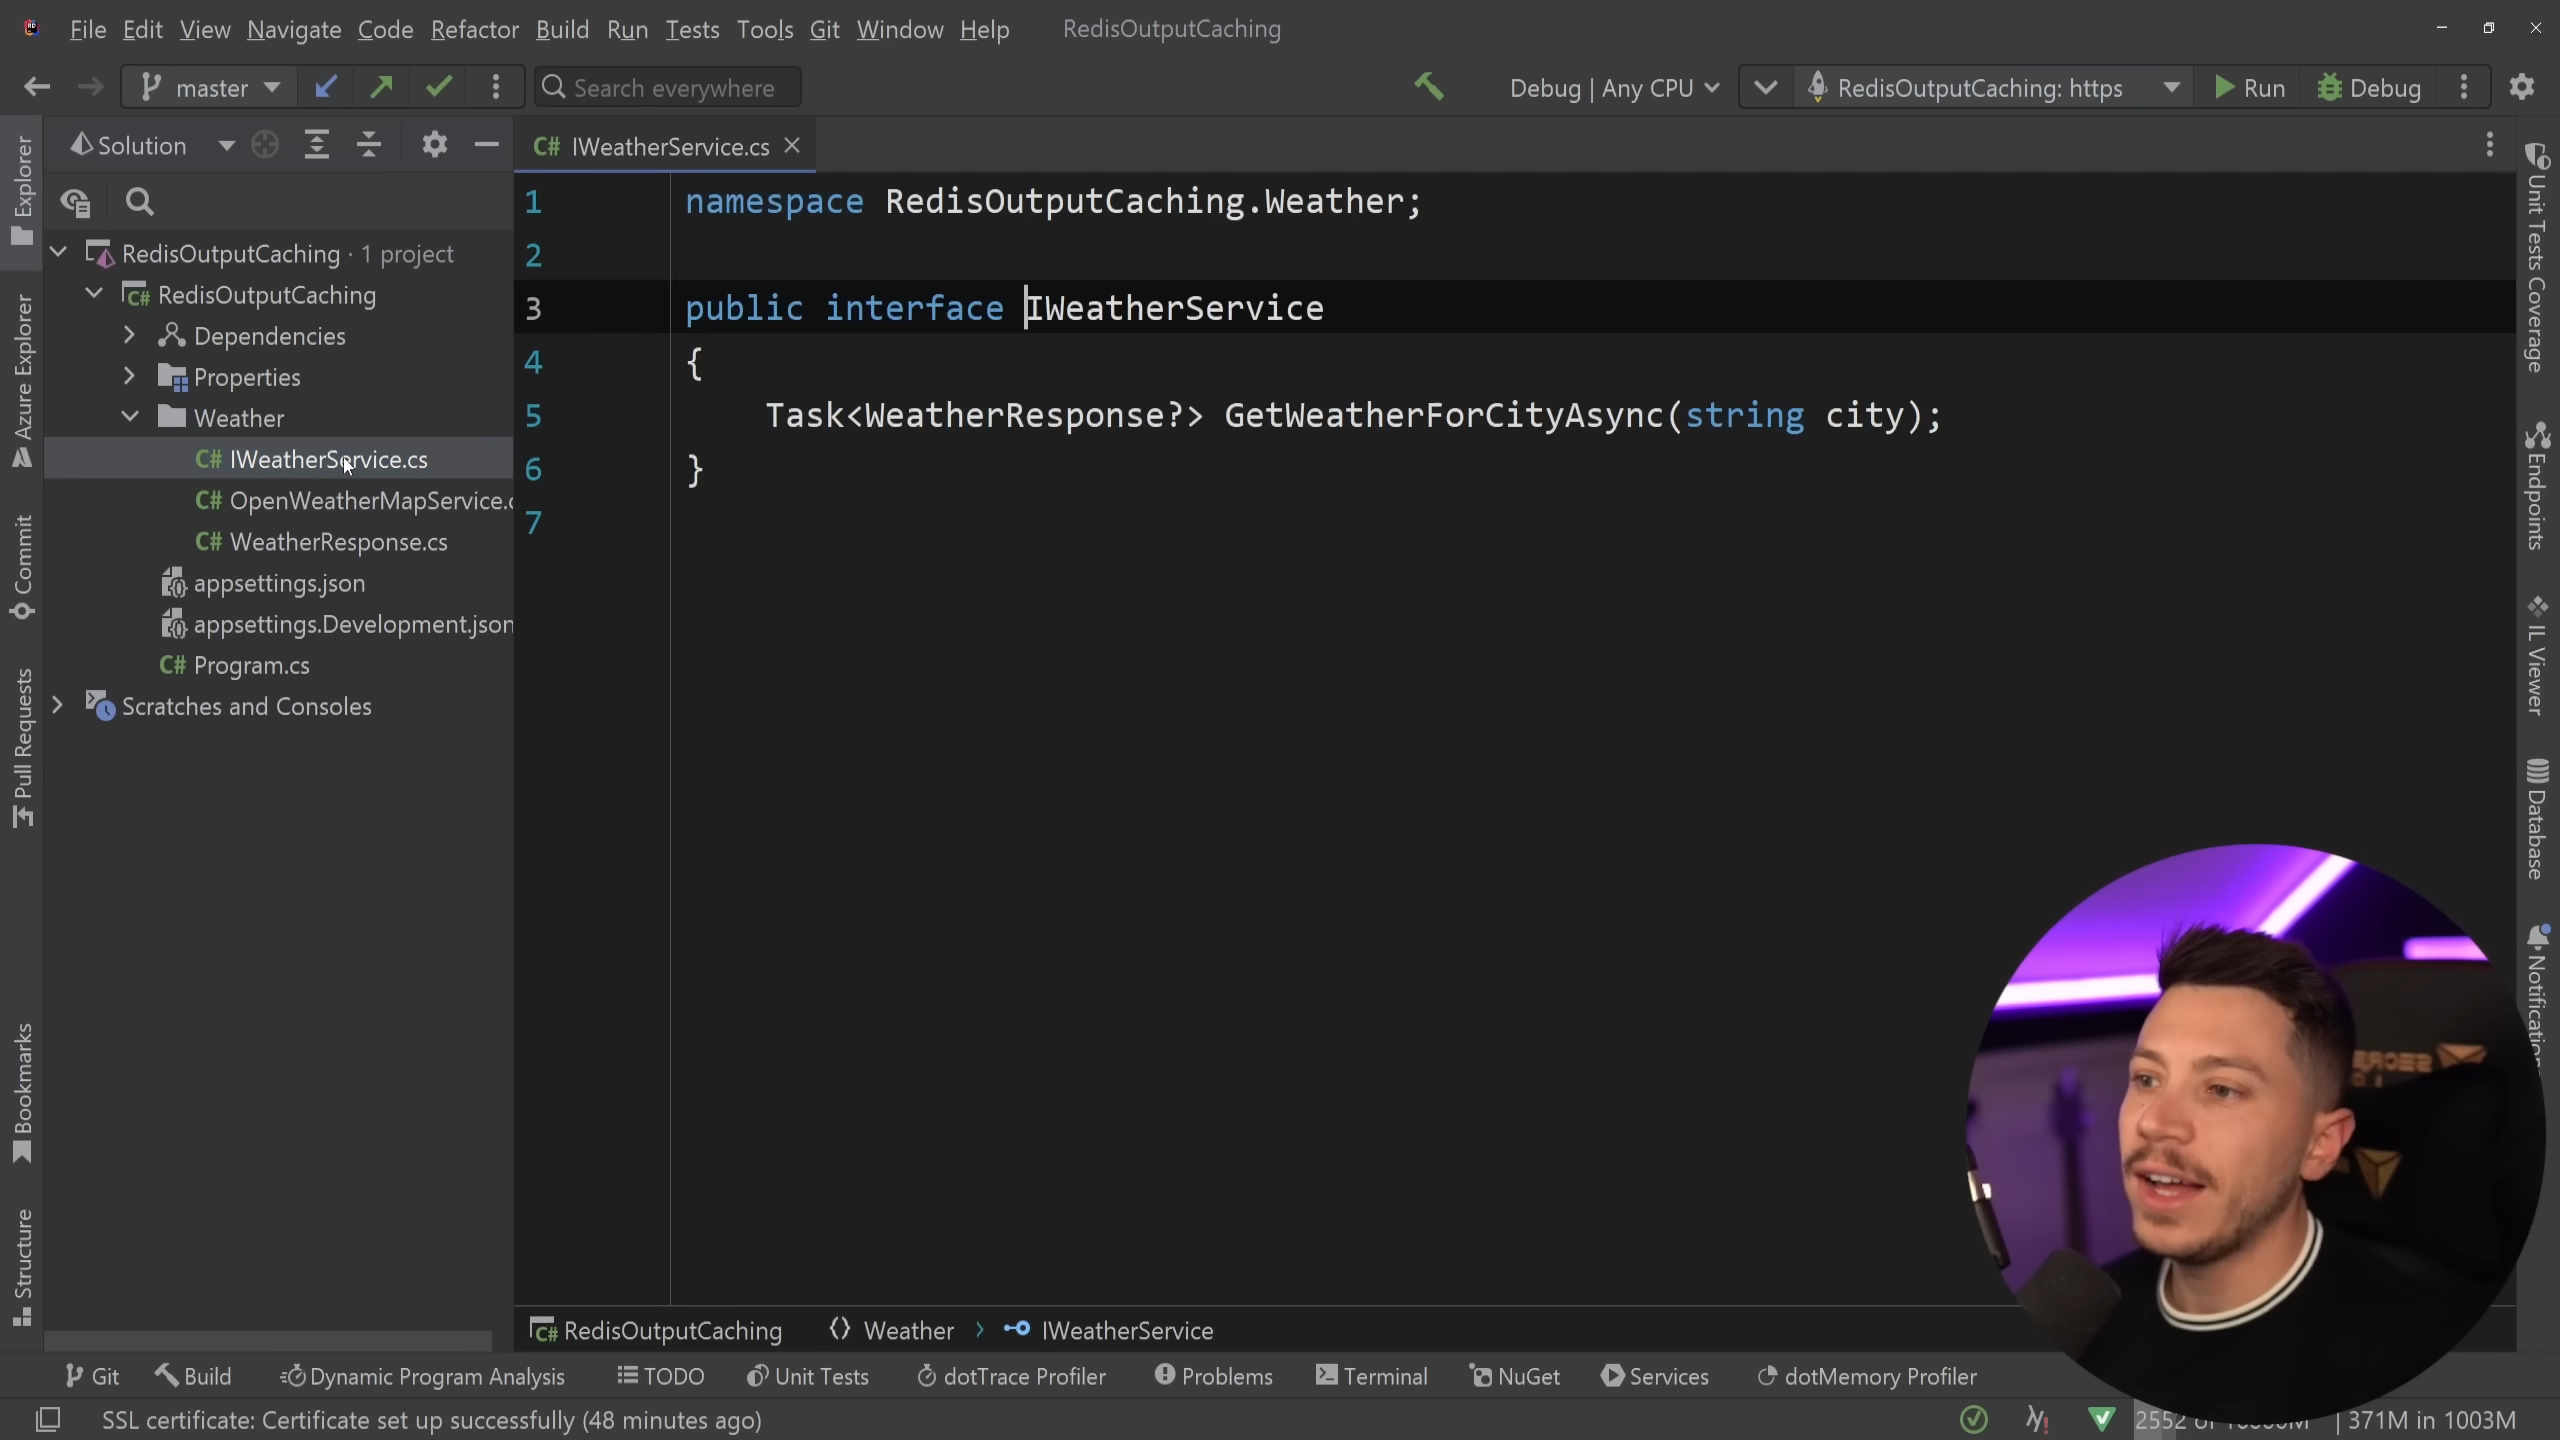 File Edit View Navigate Code Refactor Build Run Tests Tools Git Window Help RedisOutputCaching
master Search everywhere Debug | Any CPU RedisOutputCaching: https Run Debug
Solution
IWeatherService.cs
Explorer
Azure Explorer
Commit
Pull Requests
Bookmarks
Structure
RedisOutputCaching · 1 project
RedisOutputCaching
Dependencies
Properties
Weather
C# IWeatherService.cs
C# OpenWeatherMapService.c
C# WeatherResponse.cs
appsettings.json
appsettings.Development.json
C# Program.cs
Scratches and Consoles
1 namespace RedisOutputCaching.Weather;
2
3 public interface IWeatherService
4 {
5 Task<WeatherResponse?> GetWeatherForCityAsync(string city);
6 }
7
Unit Tests Coverage
Endpoints
IL Viewer
Database
Notification
RedisOutputCaching Weather IWeatherService
Git Build Dynamic Program Analysis TODO Unit Tests dotTrace Profiler Problems Terminal NuGet Services dotMemory Profiler
SSL certificate: Certificate set up successfully (48 minutes ago)
2552 of | 371M in 1003M